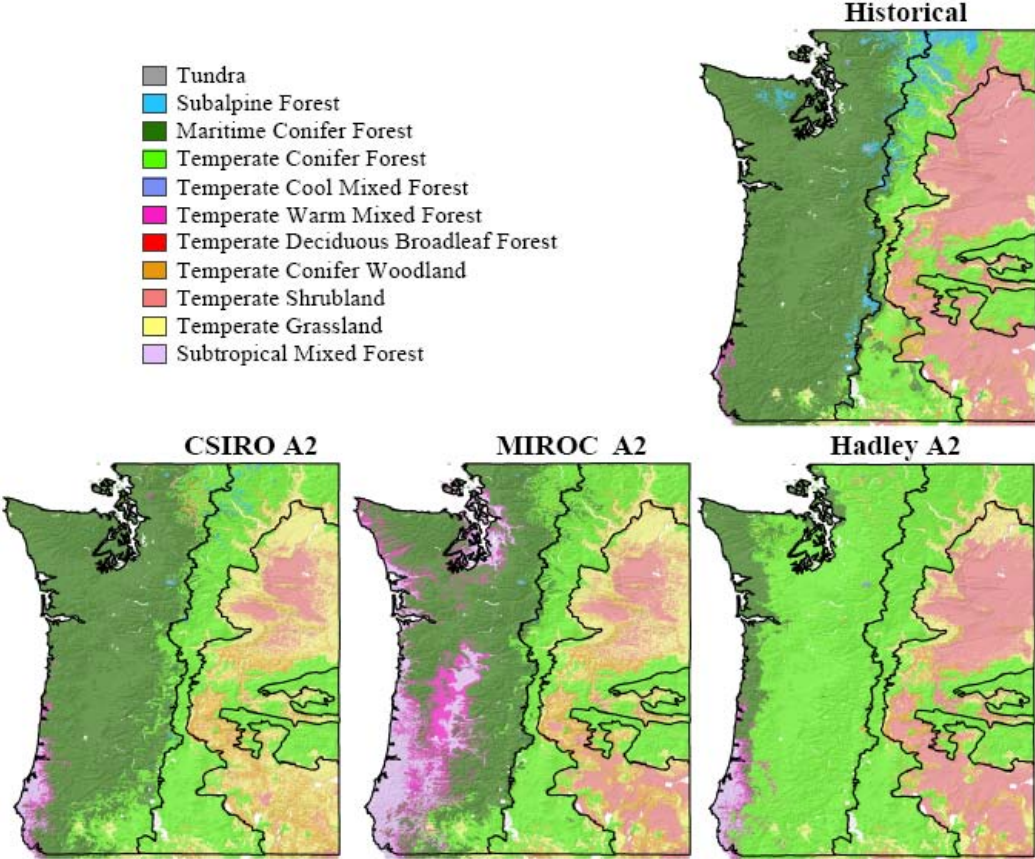 Historical
Tundra
Subalpine Forest
Maritime Conifer Forest
Temperate Conifer Forest
Temperate Cool Mixed Forest
Temperate Warm Mixed Forest
Temperate Deciduous Broadleaf Forest
Temperate Conifer Woodland
Temperate Shrubland
Temperate Grassland
Subtropical Mixed Forest
CSIRO A2
MIROC A2
Hadley A2